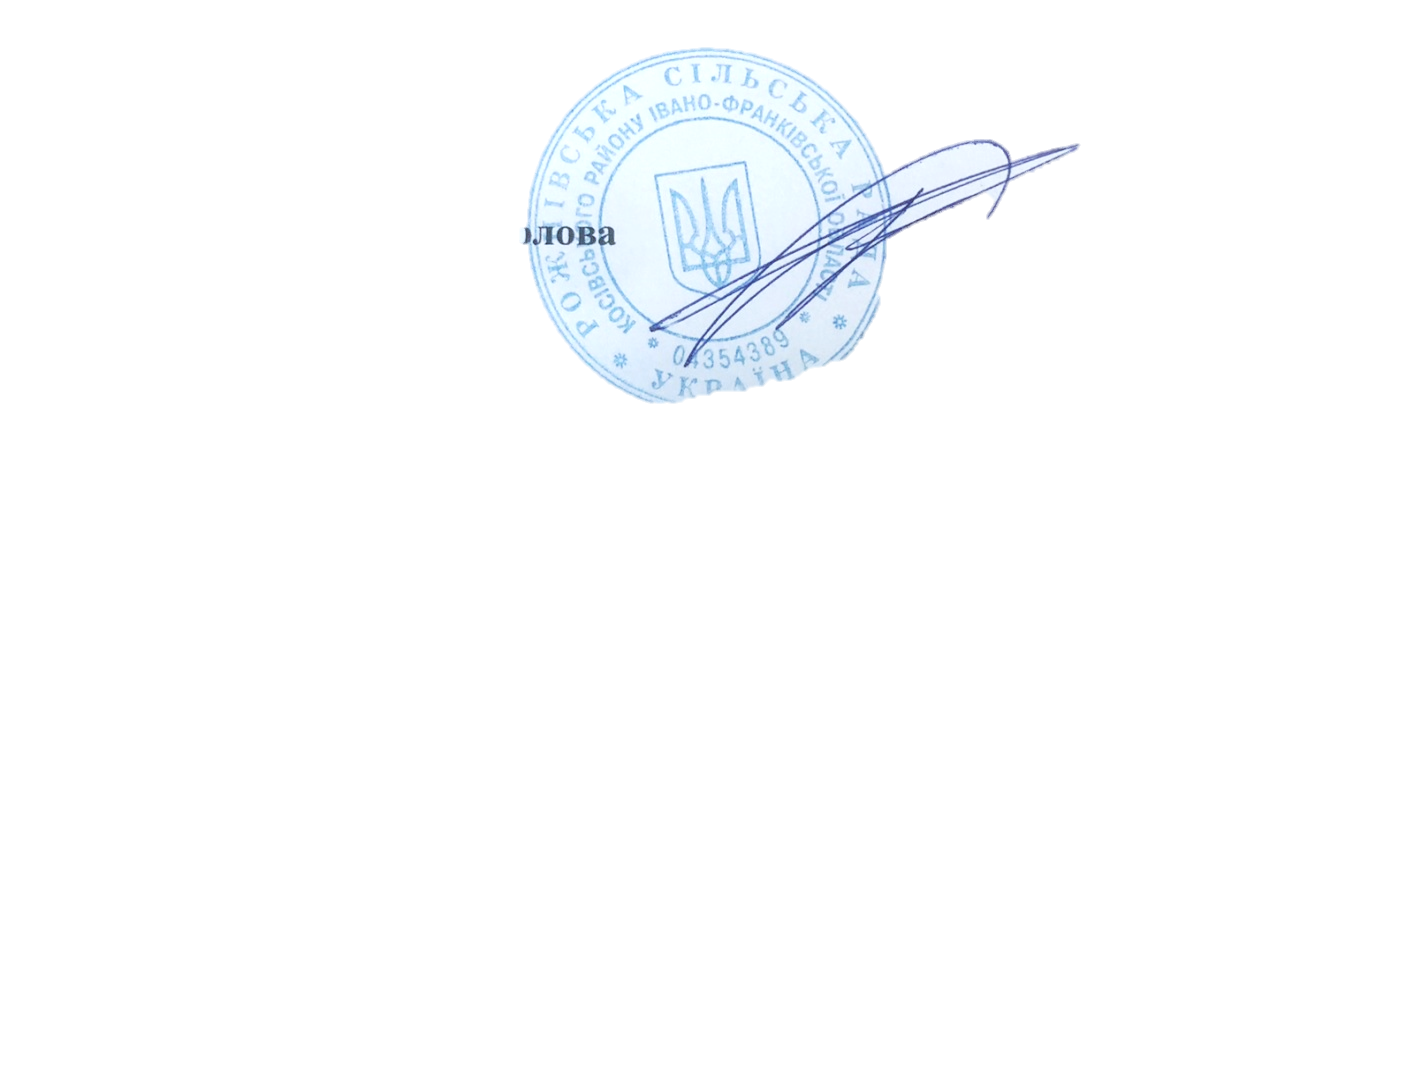 РОЖНІВСЬКА СІЛЬСЬКА РАДА
КОСІВСЬКОГО РАЙОНУ ІВАНО-ФРАНКІВСЬКОЇ ОБЛАСТІ
олова
* 04354389 *
* УКРАЇНА *